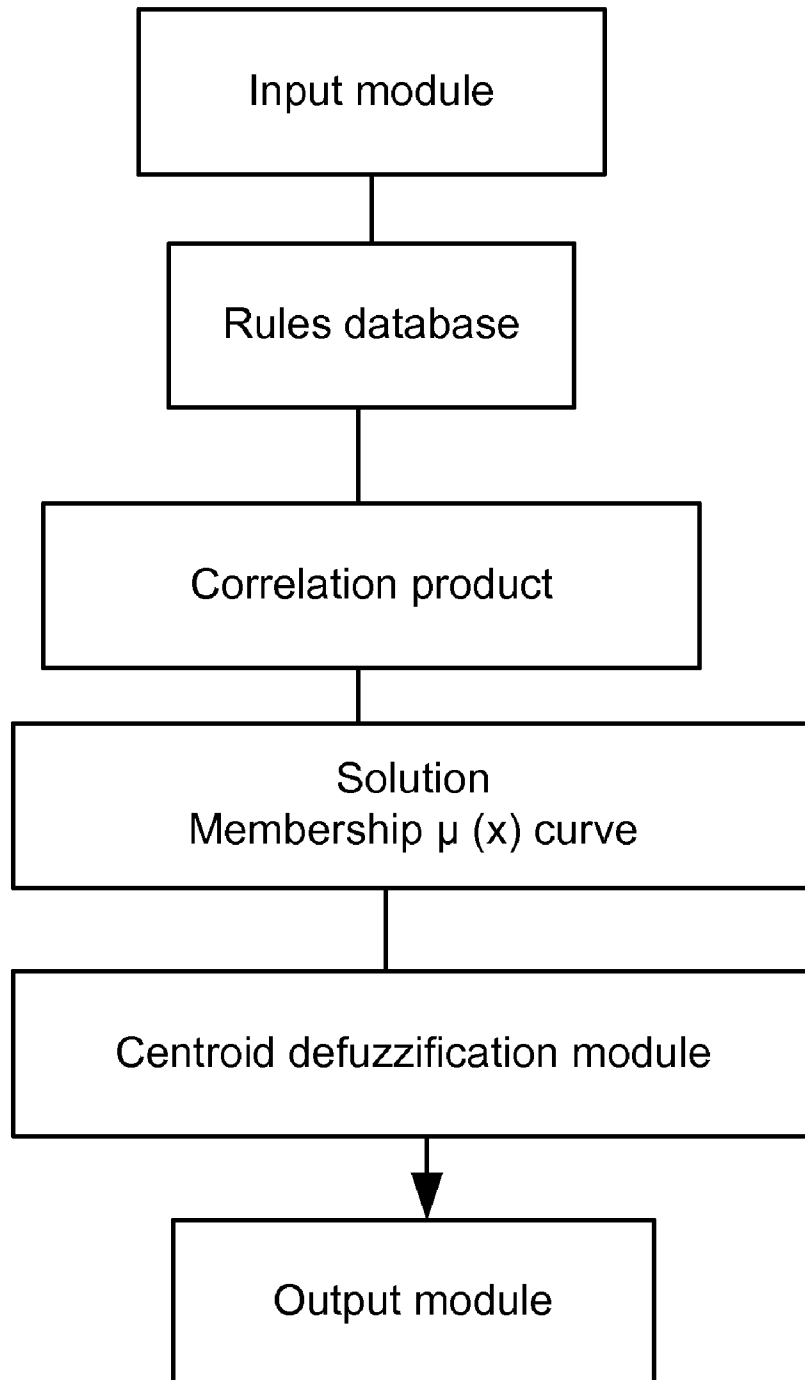 Input module
Rules database
Correlation product
Solution
Membership µ (x) curve
Centroid defuzzification module
Output module